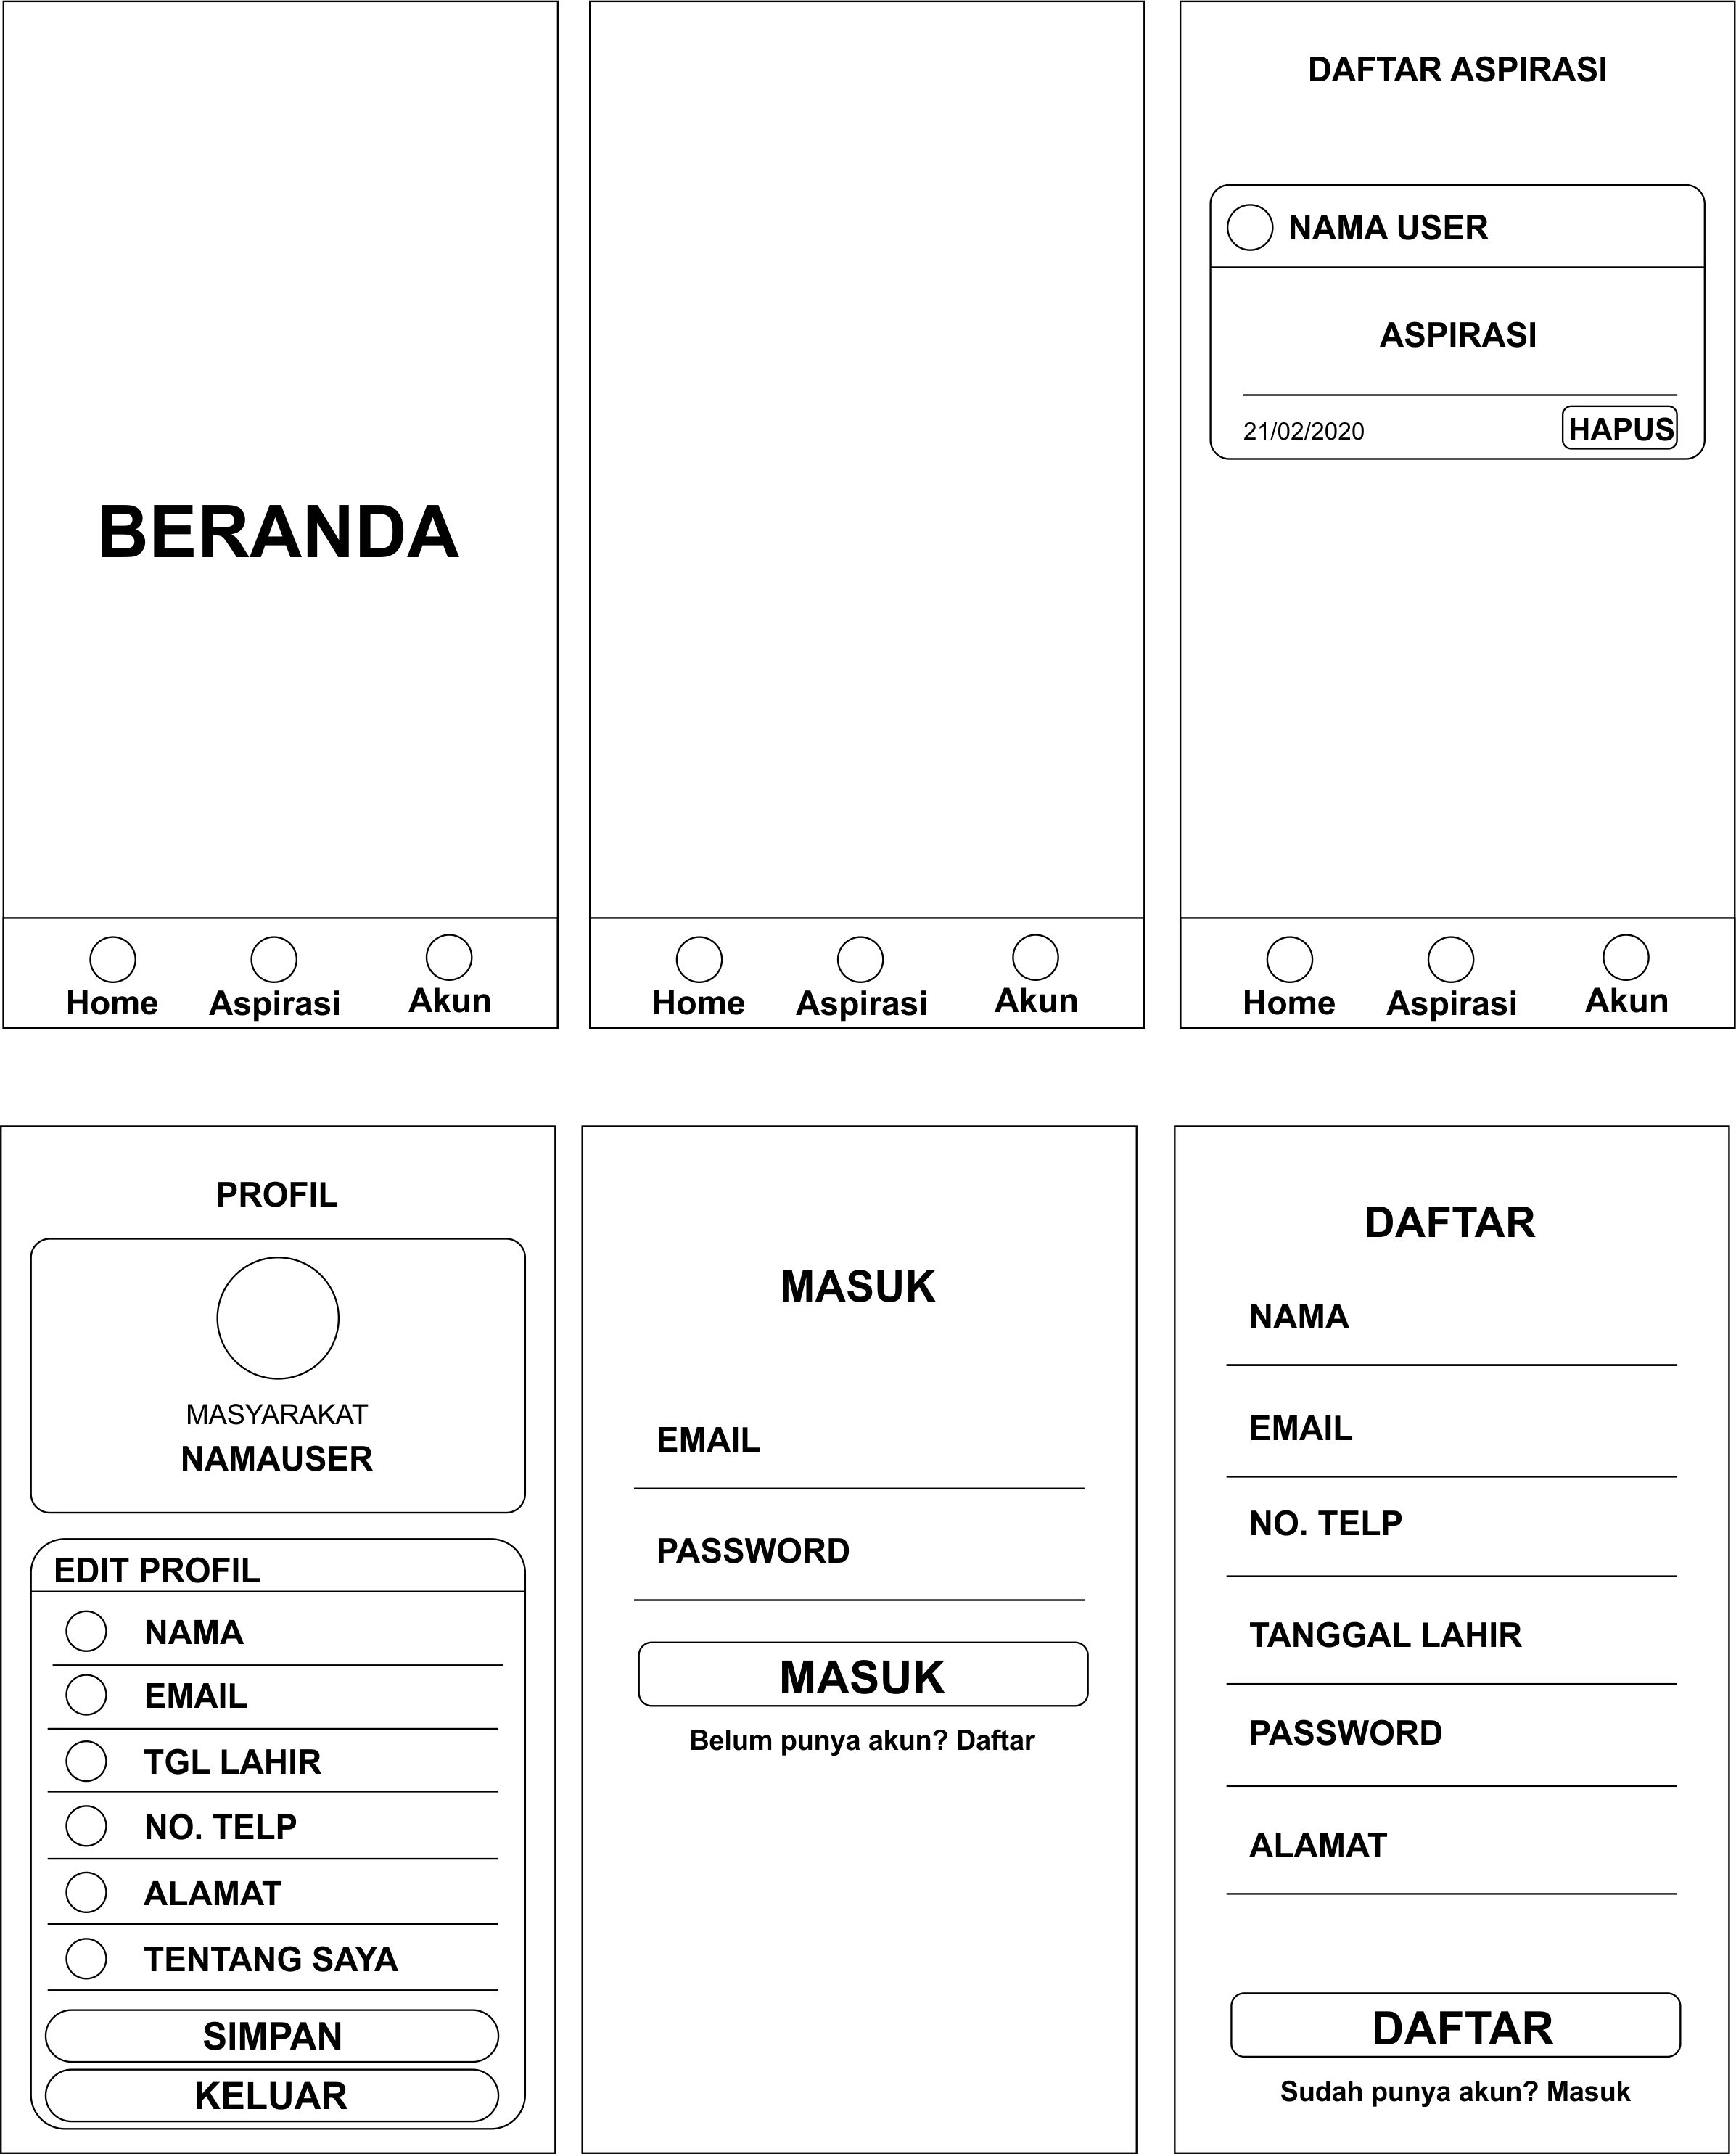 BERANDA
Home
Aspirasi
Akun
Home
Aspirasi
Akun
DAFTAR ASPIRASI
NAMA USER
ASPIRASI
21/02/2020
HAPUS
Home
Aspirasi
Akun
PROFIL
MASYARAKAT
NAMAUSER
EDIT PROFIL
NAMA
EMAIL
TGL LAHIR
NO. TELP
ALAMAT
TENTANG SAYA
SIMPAN
KELUAR
MASUK
EMAIL
PASSWORD
MASUK
Belum punya akun? Daftar
DAFTAR
NAMA
EMAIL
NO. TELP
TANGGAL LAHIR
PASSWORD
ALAMAT
DAFTAR
Sudah punya akun? Masuk